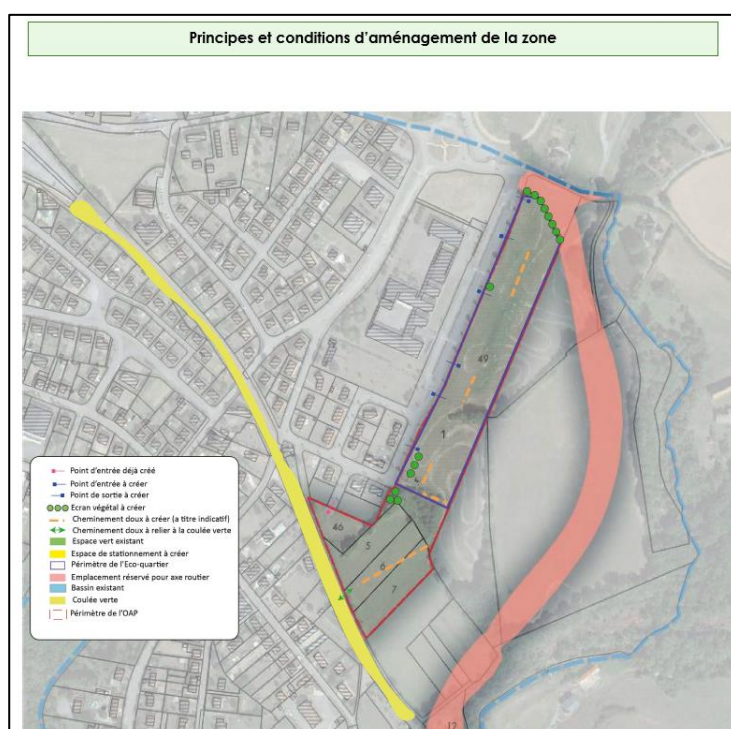 Principes et conditions d'aménagement de la zone
49
1
46
5
6
7
12
Point d'entrée déjà créé
Point d'entrée à créer
Point de sortie à créer
Ecran végétal à créer
Cheminement doux à créer (a titre indicatif)
Cheminement doux à relier à la coulée verte
Espace vert existant
Espace de stationnement à créer
Périmètre de l'Eco-quartier
Emplacement réservé pour axe routier
Bassin existant
Coulée verte
Périmètre de l'OAP